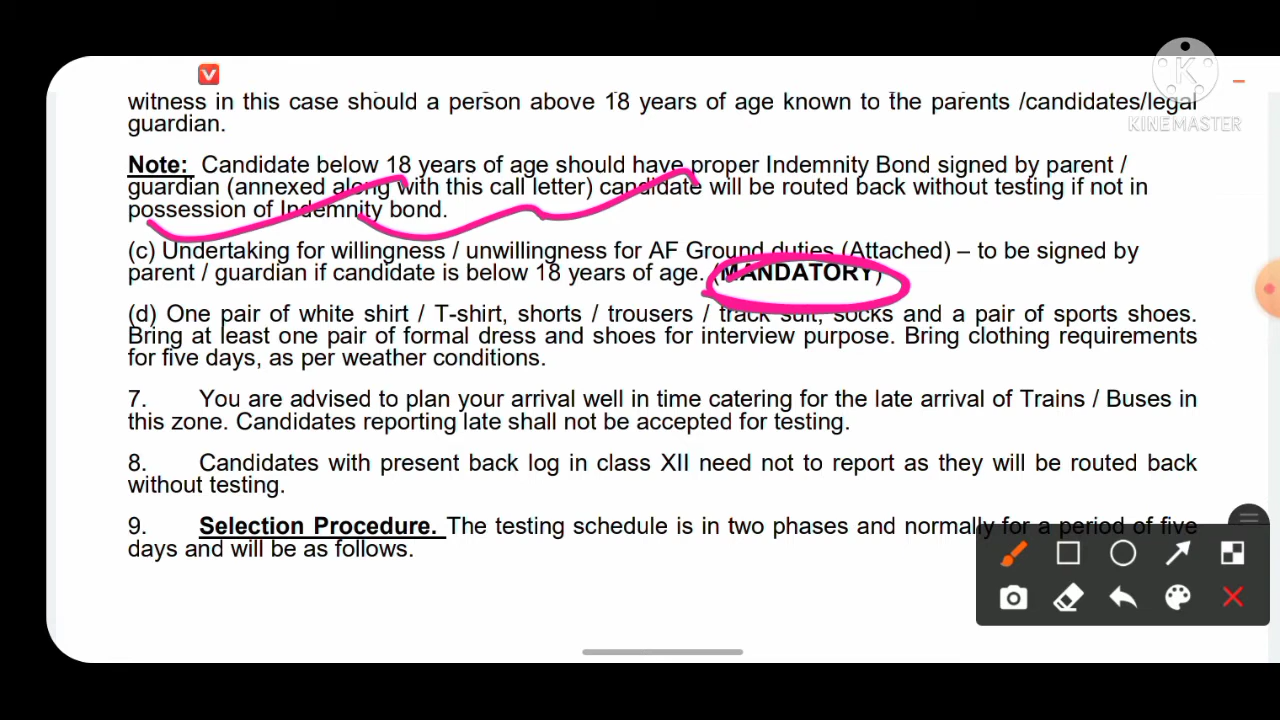 KINEMASTER
witness in this case should a person above 18 years of age known to the parents /candidates/legal
guardian.
Note: Candidate below 18 years of age should have proper Indemnity Bond signed by parent /
guardian (annexed along with this call letter) candidate will be routed back without testing if not in
possession of Indemnity bond.
(c) Undertaking for willingness / unwillingness for AF Ground duties (Attached) – to be signed by
parent / guardian if candidate is below 18 years of age. (MANDATORY)
(d) One pair of white shirt / T-shirt, shorts / trousers / track suit, socks and a pair of sports shoes.
Bring at least one pair of formal dress and shoes for interview purpose. Bring clothing requirements
for five days, as per weather conditions.
7. You are advised to plan your arrival well in time catering for the late arrival of Trains / Buses in
this zone. Candidates reporting late shall not be accepted for testing.
8. Candidates with present back log in class XII need not to report as they will be routed back
without testing.
9. Selection Procedure. The testing schedule is in two phases and normally for a period of five
days and will be as follows.